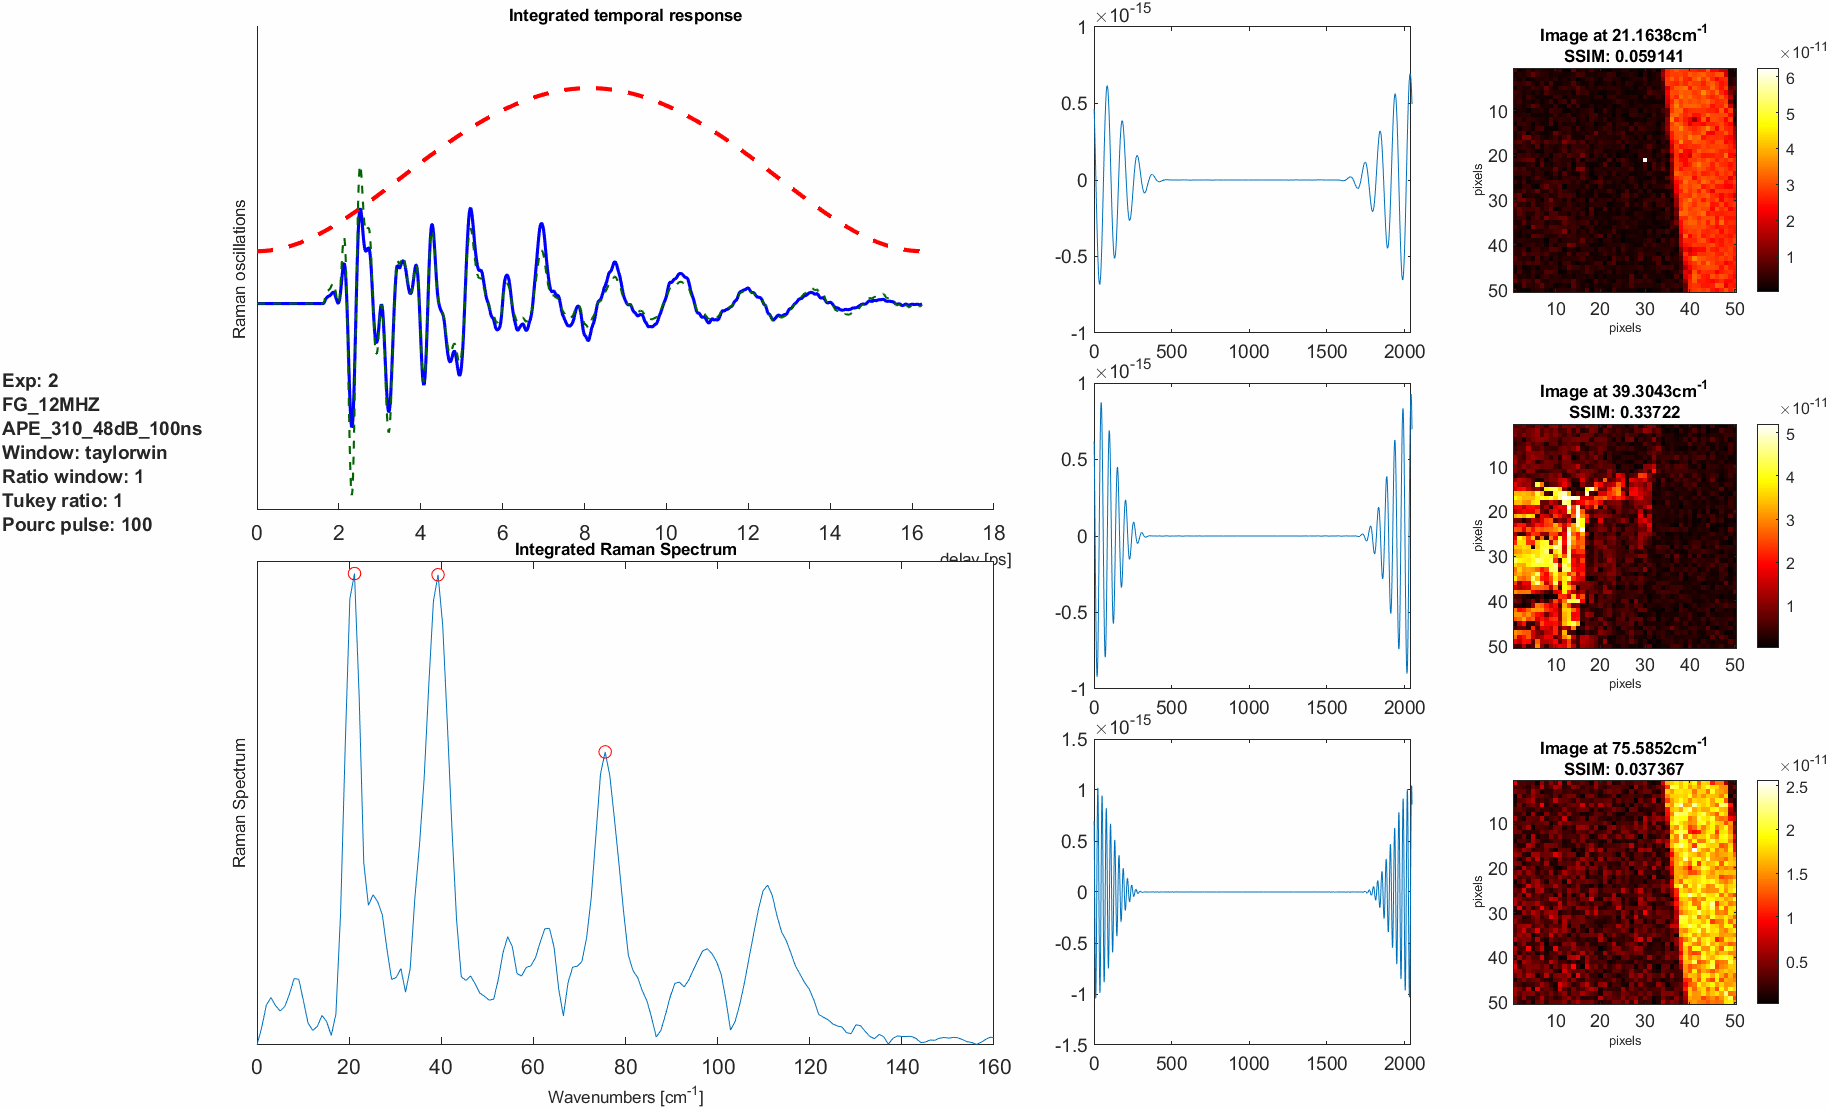 Integrated temporal response
Raman oscillations
0 2 4 6 8 10 12 14 16 18
delay [ps]
Exp: 2
FG_12MHZ
APE_310_48dB_100ns
Window: taylorwin
Ratio window: 1
Tukey ratio: 1
Pourc pulse: 100
Integrated Raman Spectrum
Raman Spectrum
0 20 40 60 80 100 120 140 160
Wavenumbers [cm-1]
×10-15
1
0.5
0
-0.5
-1
0 500 1000 1500 2000
×10-15
1
0.5
0
-0.5
-1
0 500 1000 1500 2000
×10-15
1.5
1
0.5
0
-0.5
-1
-1.5
0 500 1000 1500 2000
Image at 21.1638cm-1
SSIM: 0.059141
×10-11
pixels
10
20
30
40
50
10 20 30 40 50
pixels
6
5
4
3
2
1
Image at 39.3043cm-1
SSIM: 0.33722
×10-11
pixels
10
20
30
40
50
10 20 30 40 50
pixels
5
4
3
2
1
Image at 75.5852cm-1
SSIM: 0.037367
×10-11
pixels
10
20
30
40
50
10 20 30 40 50
pixels
2.5
2
1.5
1
0.5